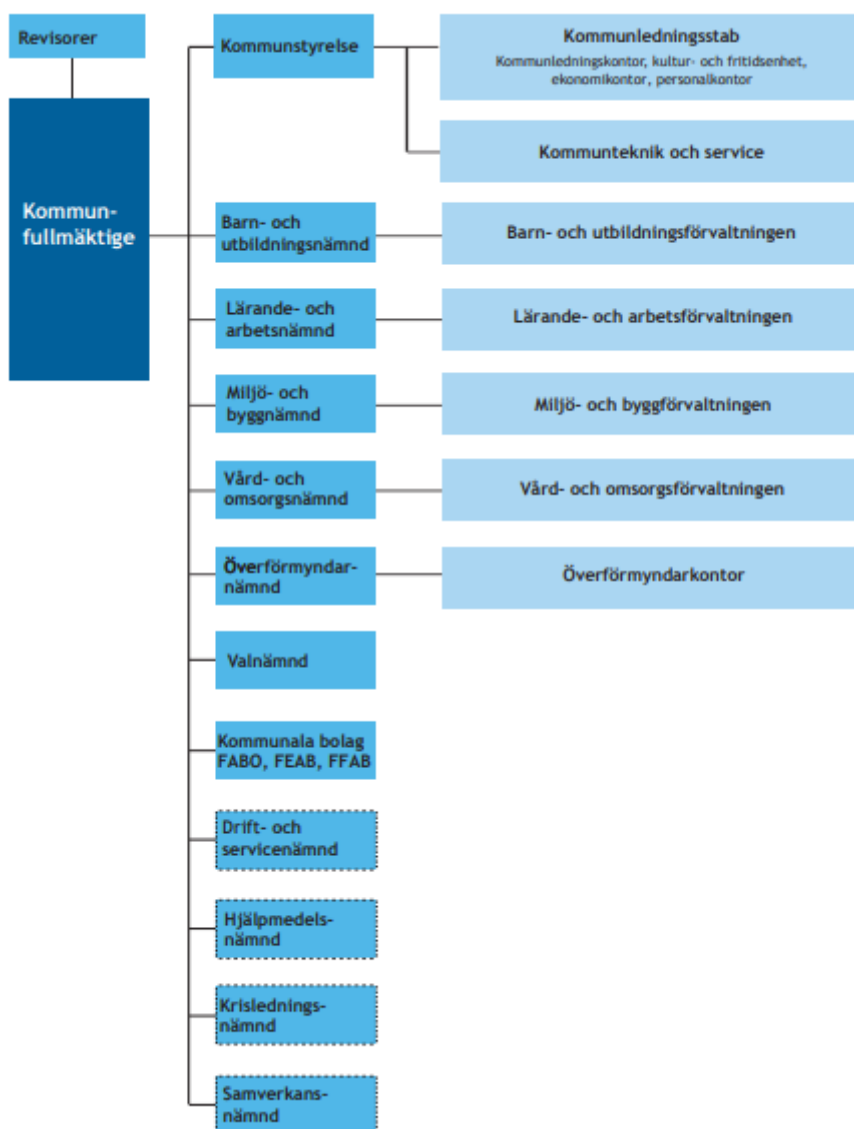 Revisorer
Kommun-
fullmäktige
Kommunstyrelse
Kommunledningsstab
Kommunledningskontor, kultur- och fritidsenhet,
ekonomikontor, personalkontor
Kommunteknik och service
Barn- och
utbildningsnämnd
Barn- och utbildningsförvaltningen
Lärande- och
arbetsnämnd
Lärande- och arbetsförvaltningen
Miljö- och
byggnämnd
Miljö- och byggförvaltningen
Vård- och
omsorgsnämnd
Vård- och omsorgsförvaltningen
Överförmyndar-
nämnd
Överförmyndarkontor
Valnämnd
Kommunala bolag
FABO, FEAB, FFAB
Drift- och
servicenämnd
Hjälpmedels-
nämnd
Krislednings-
nämnd
Samverkans-
nämnd